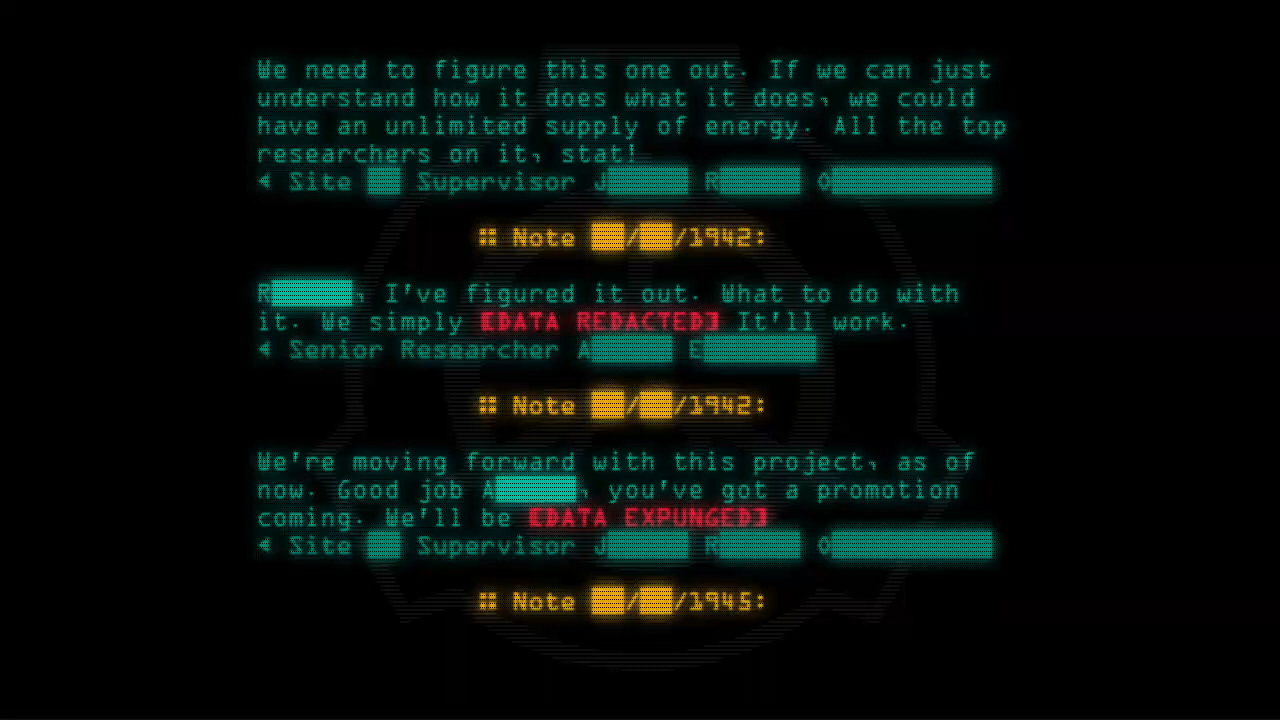 We need to figure this one out. If we can just
understand how it does what it does, we could
have an unlimited supply of energy. All the top
researchers on it, stat!
◄ Site ██ Supervisor J█████ R█████ O██████████
:: Note ██/██/1942:
R█████, I've figured it out. What to do with
it. We simply [DATA REDACTED] It'll work.
◄ Senior Researcher A█████ E███████
:: Note ██/██/1942:
We're moving forward with this project, as of
now. Good job A█████, you've got a promotion
coming. We'll be [DATA EXPUNGED]
◄ Site ██ Supervisor J█████ R█████ O██████████
:: Note ██/██/1945: